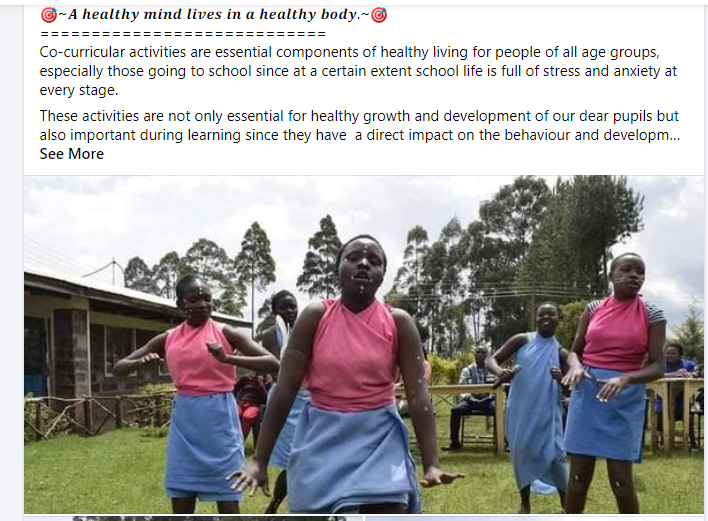 🎯~A healthy mind lives in a healthy body.~🎯
============================
Co-curricular activities are essential components of healthy living for people of all age groups,
especially those going to school since at a certain extent school life is full of stress and anxiety at
every stage.
These activities are not only essential for healthy growth and development of our dear pupils but
also important during learning since they have  a direct impact on the behaviour and developm...
See More